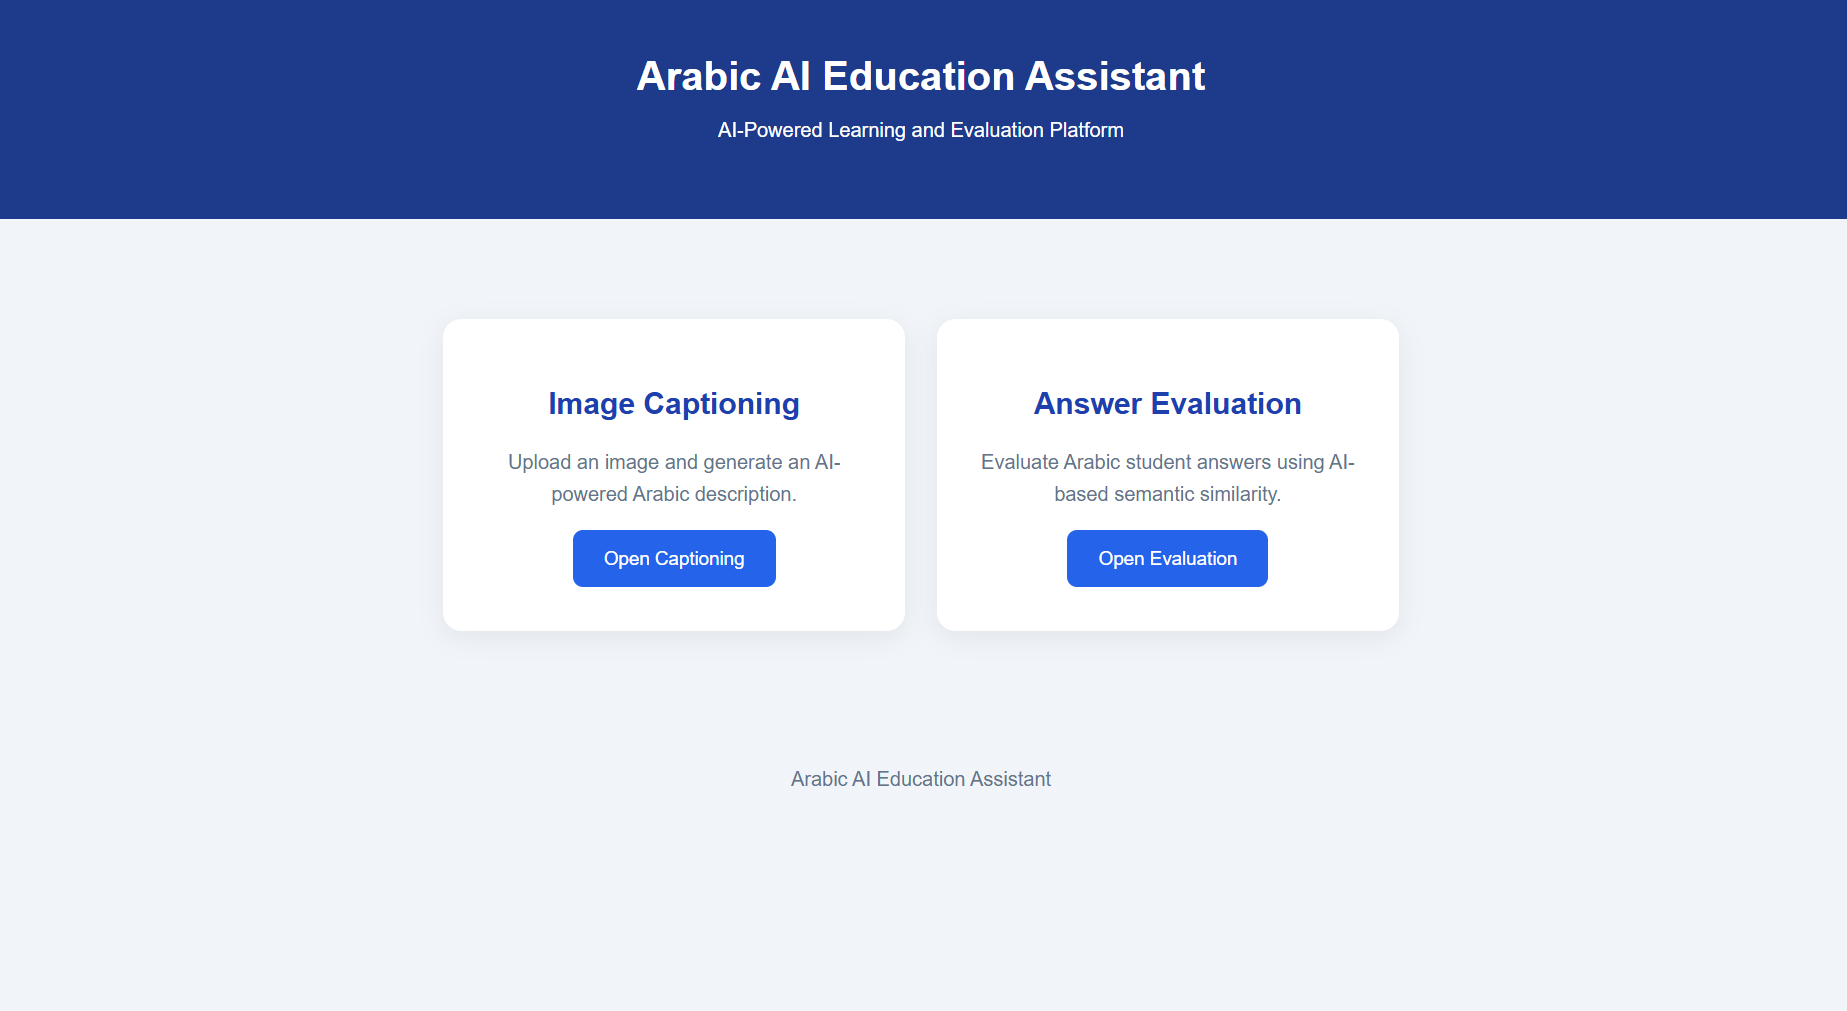 Arabic AI Education Assistant
AI-Powered Learning and Evaluation Platform
Image Captioning
Upload an image and generate an AI-
powered Arabic description.
Open Captioning
Answer Evaluation
Evaluate Arabic student answers using AI-
based semantic similarity.
Open Evaluation
Arabic AI Education Assistant